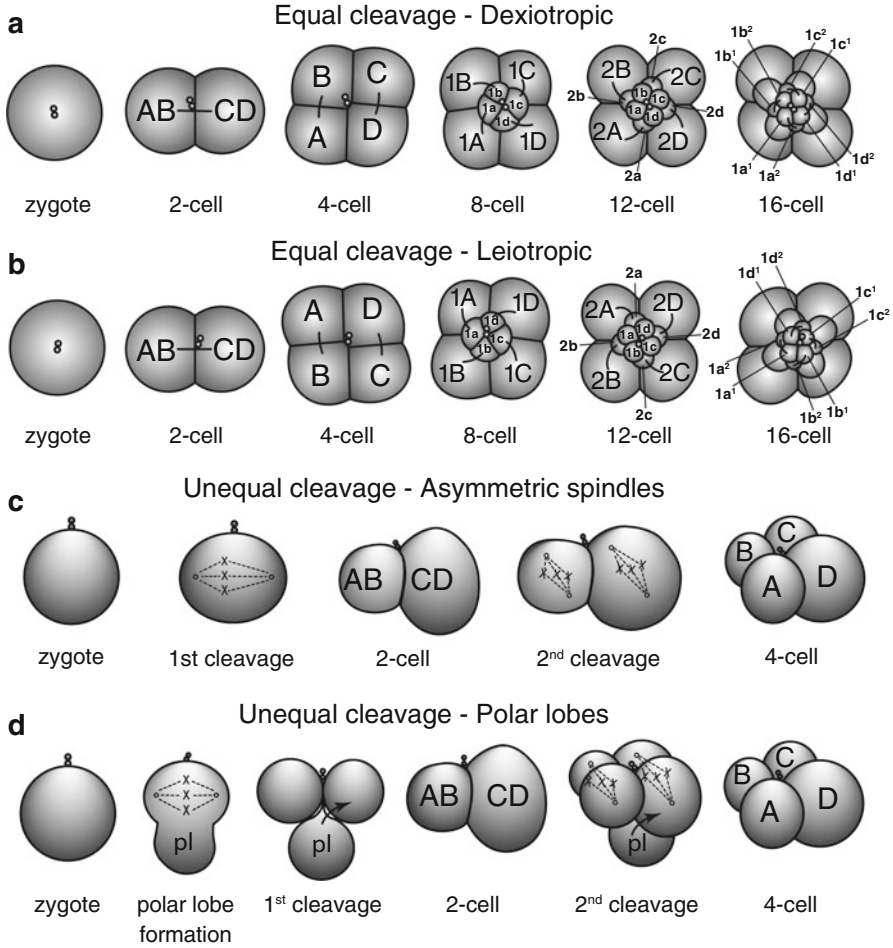 a
Equal cleavage - Dexiotropic
AB CD
B C
A D
1B 1C
1b
1a 1c
1d
1A 1D
2c
2B 2C
1b
2b 1a 1c 2d
1d
2A 2D
2a
1b² 1c²
1b¹ 1c¹
1a¹ 1d²
1a² 1d¹
zygote 2-cell 4-cell 8-cell 12-cell 16-cell
b
Equal cleavage - Leiotropic
AB CD
A D
B C
1A 1D
1d
1a 1c
1b
1B 1C
2a
2A 2D
1a 1d
2b 2d
1b 1c
2B 2C
2c
1d²
1d¹ 1c¹
1c²
1a²
1a¹ 1b¹
1b²
zygote 2-cell 4-cell 8-cell 12-cell 16-cell
c
Unequal cleavage - Asymmetric spindles
AB CD
B C
A D
zygote 1st cleavage 2-cell 2nd cleavage 4-cell
d
Unequal cleavage - Polar lobes
pl
pl
AB CD
pl
B C
A D
zygote polar lobe formation 1st cleavage 2-cell 2nd cleavage 4-cell